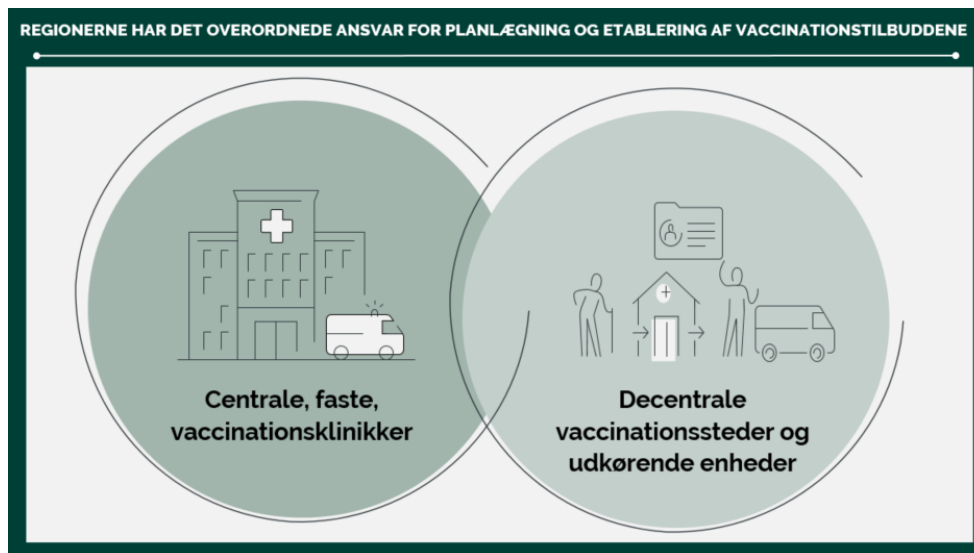 REGIONERNE HAR DET OVERORDNEDE ANSVAR FOR PLANLÆGNING OG ETABLERING AF VACCINATIONSTILBUDDENE
Centrale, faste,
vaccinationsklinikker
Decentrale
vaccinationssteder og
udkørende enheder